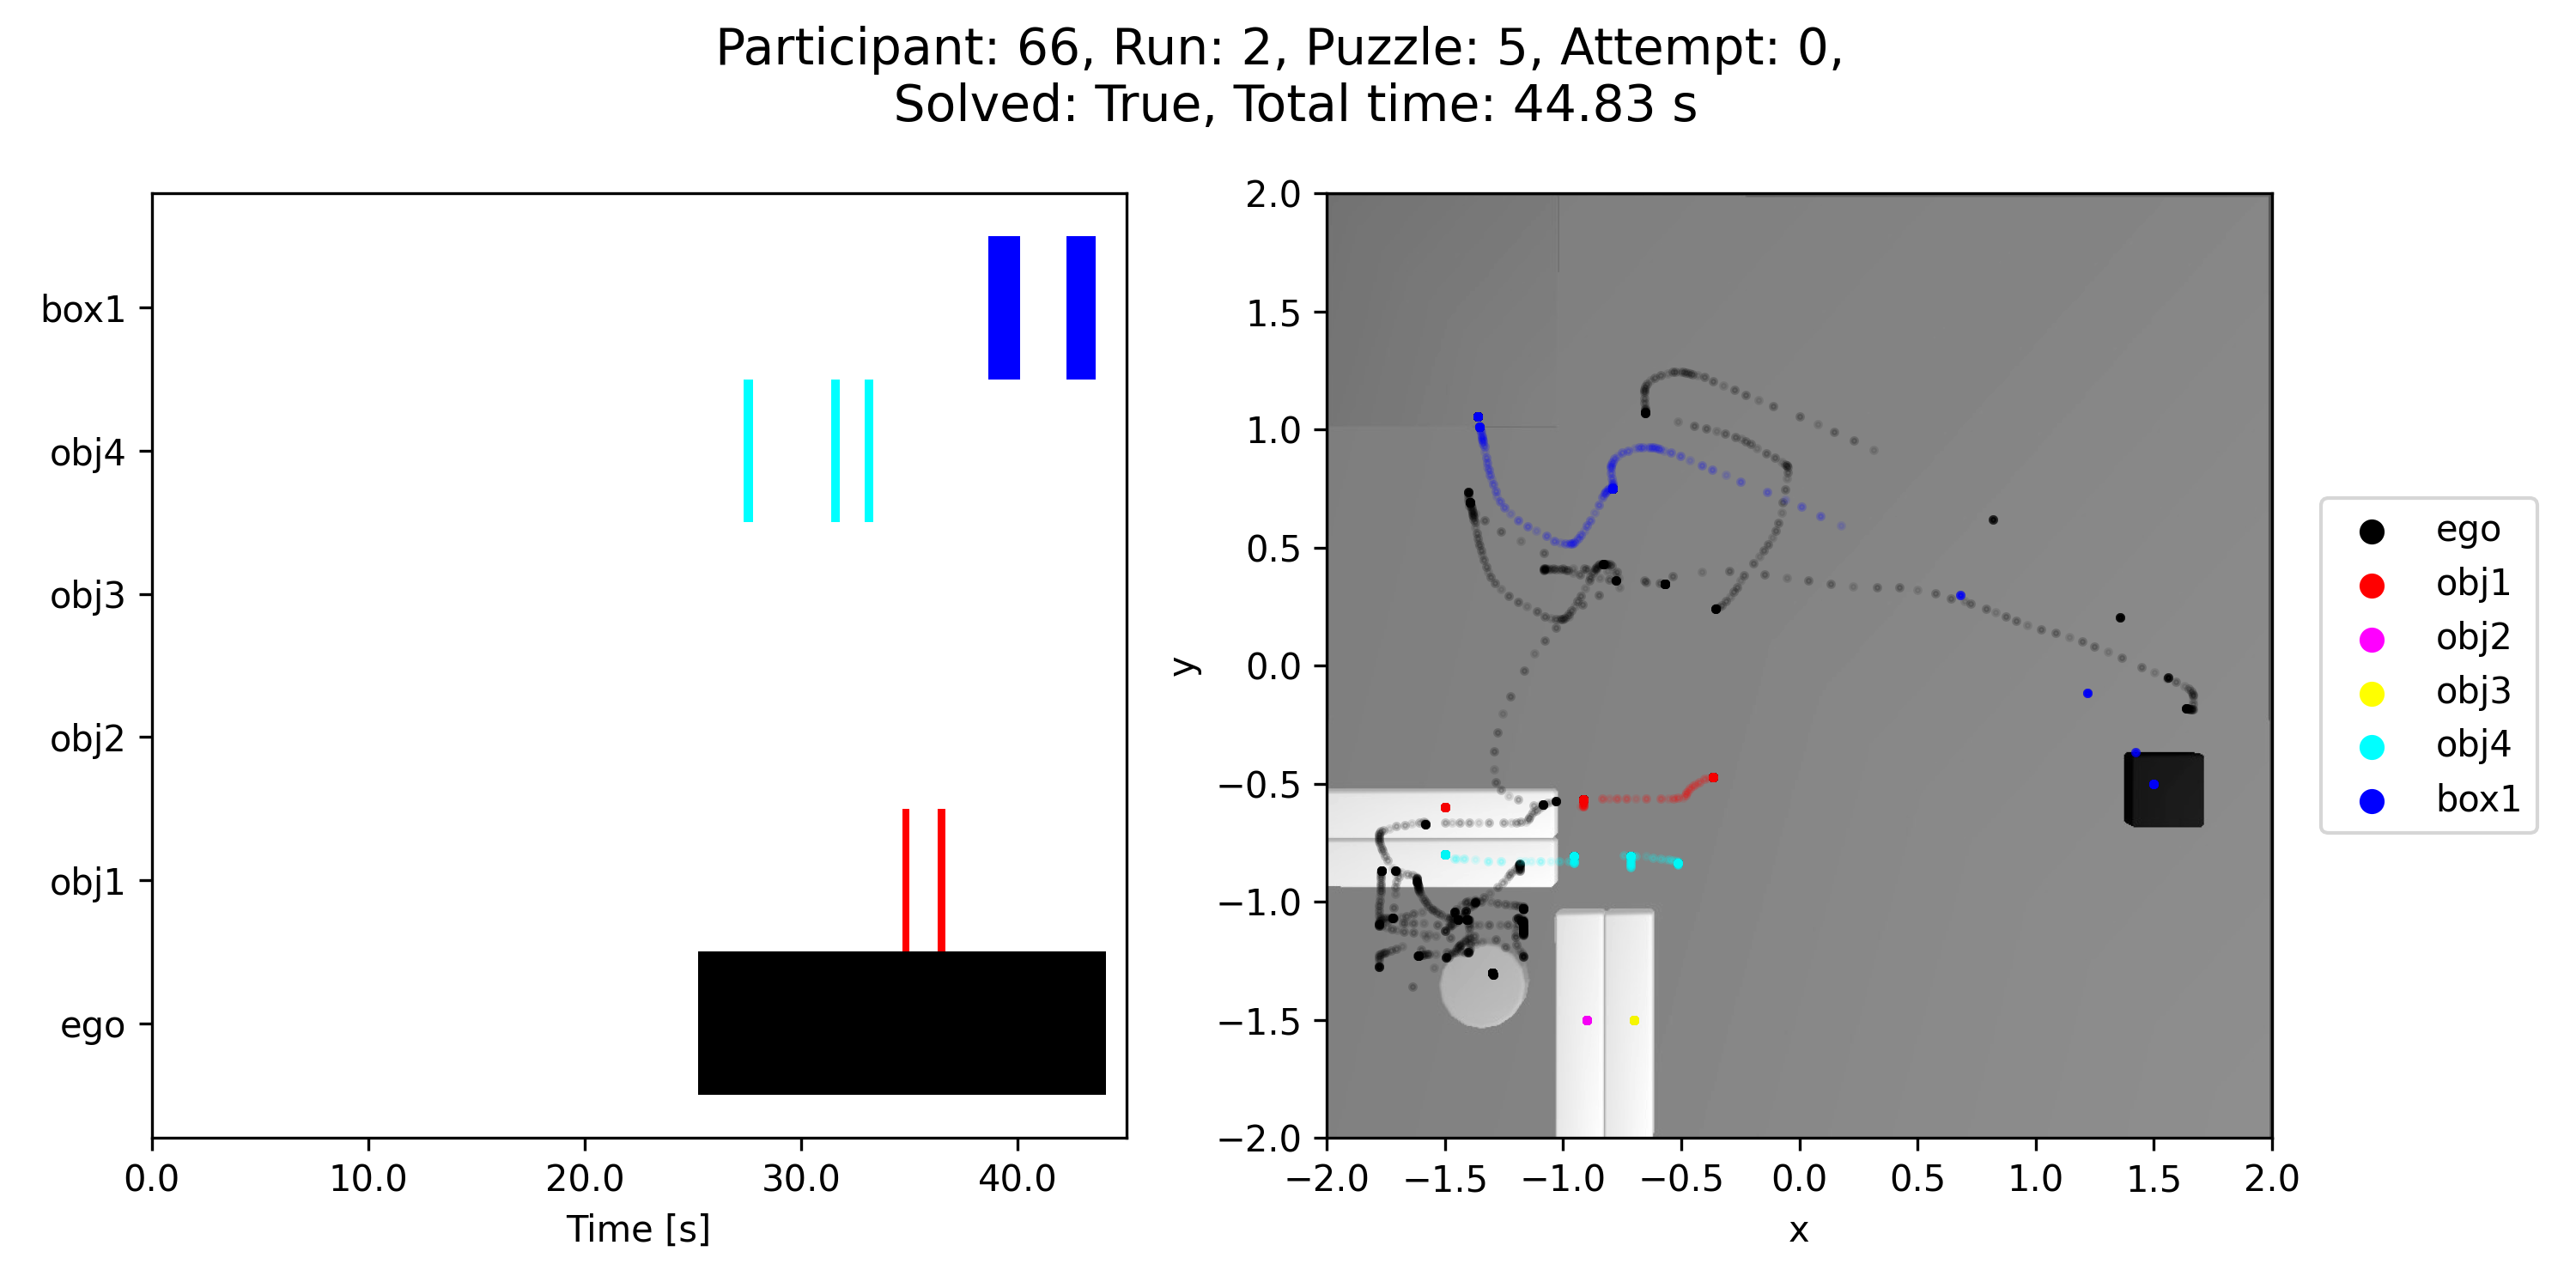 Participant: 66, Run: 2, Puzzle: 5, Attempt: 0,
Solved: True, Total time: 44.83 s
box1
obj4
obj3
obj2
obj1
ego
0.0 10.0 20.0 30.0 40.0
Time [s]
2.0
1.5
1.0
0.5
0.0
−0.5
−1.0
−1.5
−2.0
y
−2.0 −1.5 −1.0 −0.5 0.0 0.5 1.0 1.5 2.0
x
ego
obj1
obj2
obj3
obj4
box1